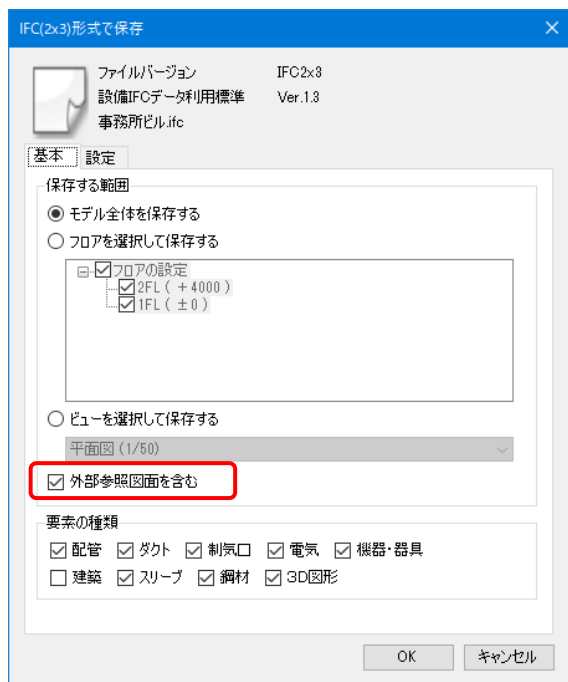 IFC(2x3)形式で保存
ファイルバージョン IFC2x3
設備IFCデータ利用標準 Ver.1.3
事務所ビル.ifc
基本 設定
保存する範囲
モデル全体を保存する
フロアを選択して保存する
フロアの設定
2FL ( +4000 )
1FL ( ±0 )
ビューを選択して保存する
平面図 (1/50)
外部参照図面を含む
要素の種類
配管 ダクト 制気口 電気 機器・器具
建築 スリーブ 鋼材 3D図形
OK キャンセル